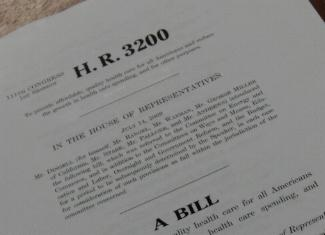 111TH CONGRESS
1ST SESSION
H. R. 3200
To provide affordable, quality health care for all Americans and reduce
the growth in health care spending, and for other purposes.
IN THE HOUSE OF REPRESENTATIVES
JULY 14, 2009
Mr. DINGELL (for himself, Mr. RANGEL, Mr. WAXMAN, Mr. GEORGE MILLER
of California, Mr. STARK, Mr. PALLONE, and Mr. ANDREWS) introduced
the following bill; which was referred to the Committee on Energy and
Commerce, and in addition to the Committees on Ways and Means, Edu-
cation and Labor, Oversight and Government Reform, and the Budget,
for a period to be subsequently determined by the Speaker, in each case
for consideration of such provisions as fall within the jurisdiction of the
committee concerned
A BILL
quality health care for all Americans
health care spending, and
of Represent